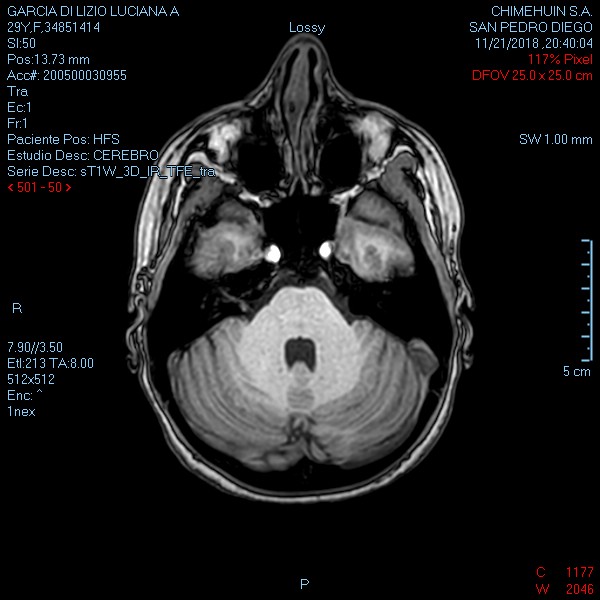 GARCIA DI LIZIO LUCIANA A
29Y,F,34851414
Sl:50
Pos:13.73 mm
Acc#: 200500030955
Tra
Ec:1
Fr:1
Paciente Pos: HFS
Estudio Desc: CEREBRO
Serie Desc: sT1W_3D_IR_TFE_tra
< 501 - 50 >
Lossy
CHIMEHUIN S.A.
SAN PEDRO DIEGO
11/21/2018 ,20:40:04
117% Pixel
DFOV 25.0 x 25.0 cm
SW 1.00 mm
R
7.90//3.50
Etl:213 TA:8.00
512x512
Enc: ^
1nex
5 cm
P
C 1177
W 2046